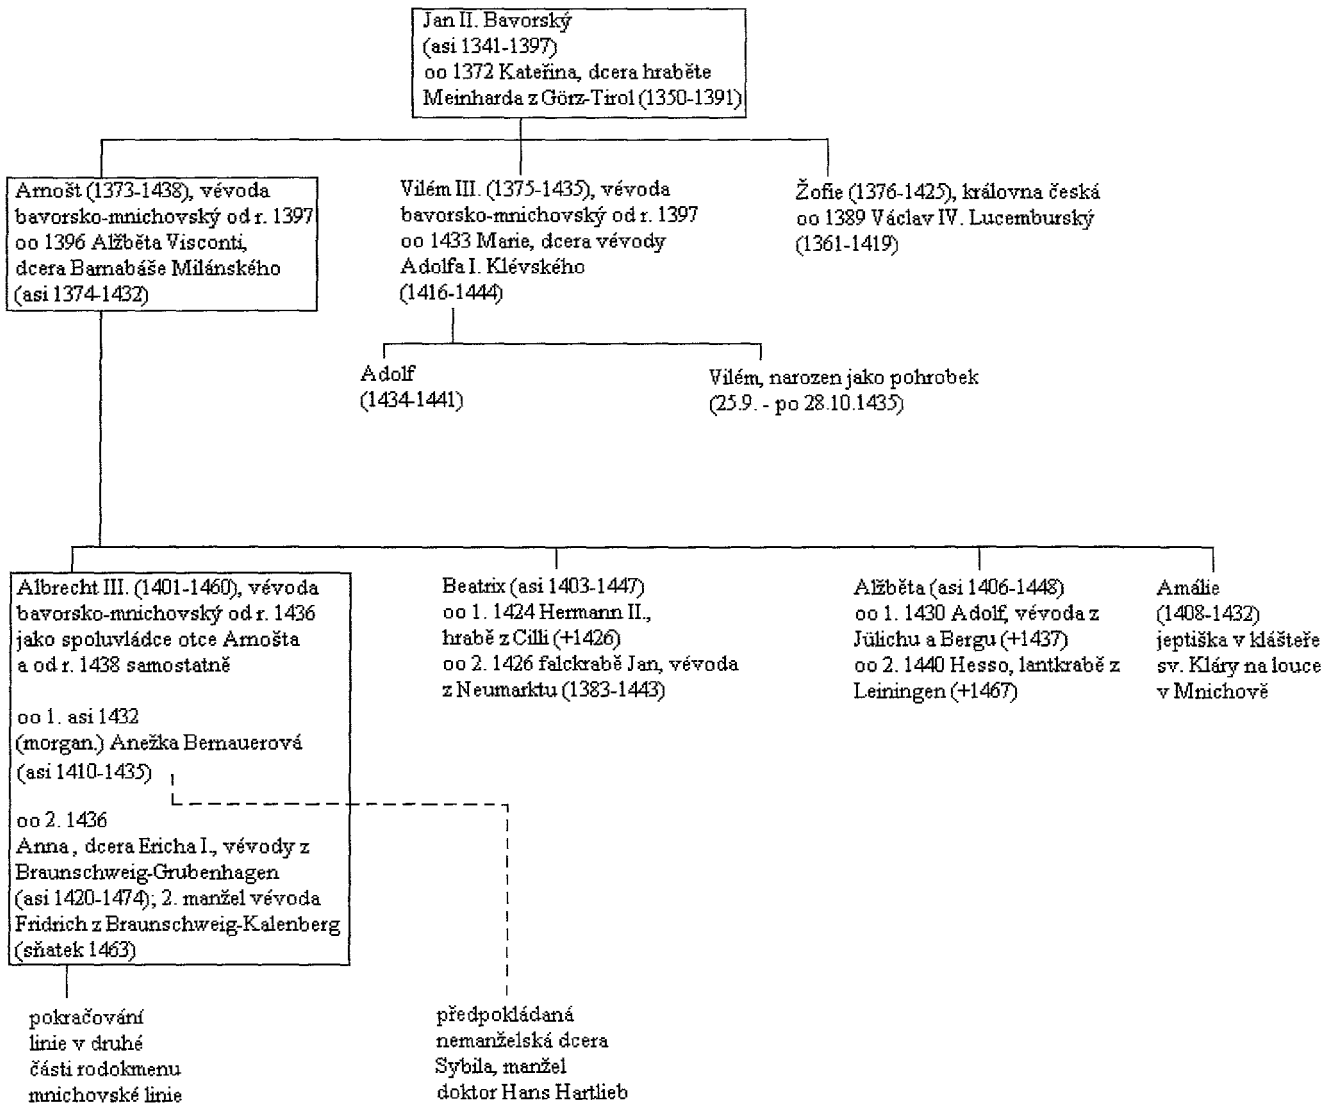 Jan II. Bavorský
(asi 1341-1397)
oo 1372 Kateřina, dcera hraběte
Meinharda z Görz-Tirol (1350-1391)
Arnošt (1373-1438), vévoda
bavorsko-mnichovský od r. 1397
oo 1396 Alžběta Visconti,
dcera Barnabáše Milánského
(asi 1374-1432)
Vilém III. (1375-1435), vévoda
bavorsko-mnichovský od r. 1397
oo 1433 Marie, dcera vévody
Adolfa I. Klévského
(1416-1444)
Žofie (1376-1425), královna česká
oo 1389 Václav IV. Lucemburský
(1361-1419)
Adolf
(1434-1441)
Vilém, narozen jako pohrobek
(25.9. - po 28.10.1435)
Albrecht III. (1401-1460), vévoda
bavorsko-mnichovský od r. 1436
jako spoluvládce otce Arnošta
a od r. 1438 samostatně
oo 1. asi 1432
(morgan.) Anežka Bernauerová
(asi 1410-1435)
oo 2. 1436
Anna , dcera Ericha I., vévody z
Braunschweig-Grubenhagen
(asi 1420-1474); 2. manžel vévoda
Fridrich z Braunschweig-Kalenberg
(sňatek 1463)
Beatrix (asi 1403-1447)
oo 1. 1424 Hermann II.,
hrabě z Cilli (+1426)
oo 2. 1426 falckrabě Jan, vévoda
z Neumarktu (1383-1443)
Alžběta (asi 1406-1448)
oo 1. 1430 Adolf, vévoda z
Jülichu a Bergu (+1437)
oo 2. 1440 Hesso, lantkrabě z
Leiningen (+1467)
Amálie
(1408-1432)
jeptiška v klášteře
sv. Kláry na louce
v Mnichově
pokračování
linie v druhé
části rodokmenu
mnichovské linie
předpokládaná
nemanželská dcera
Sybila, manžel
doktor Hans Hartlieb